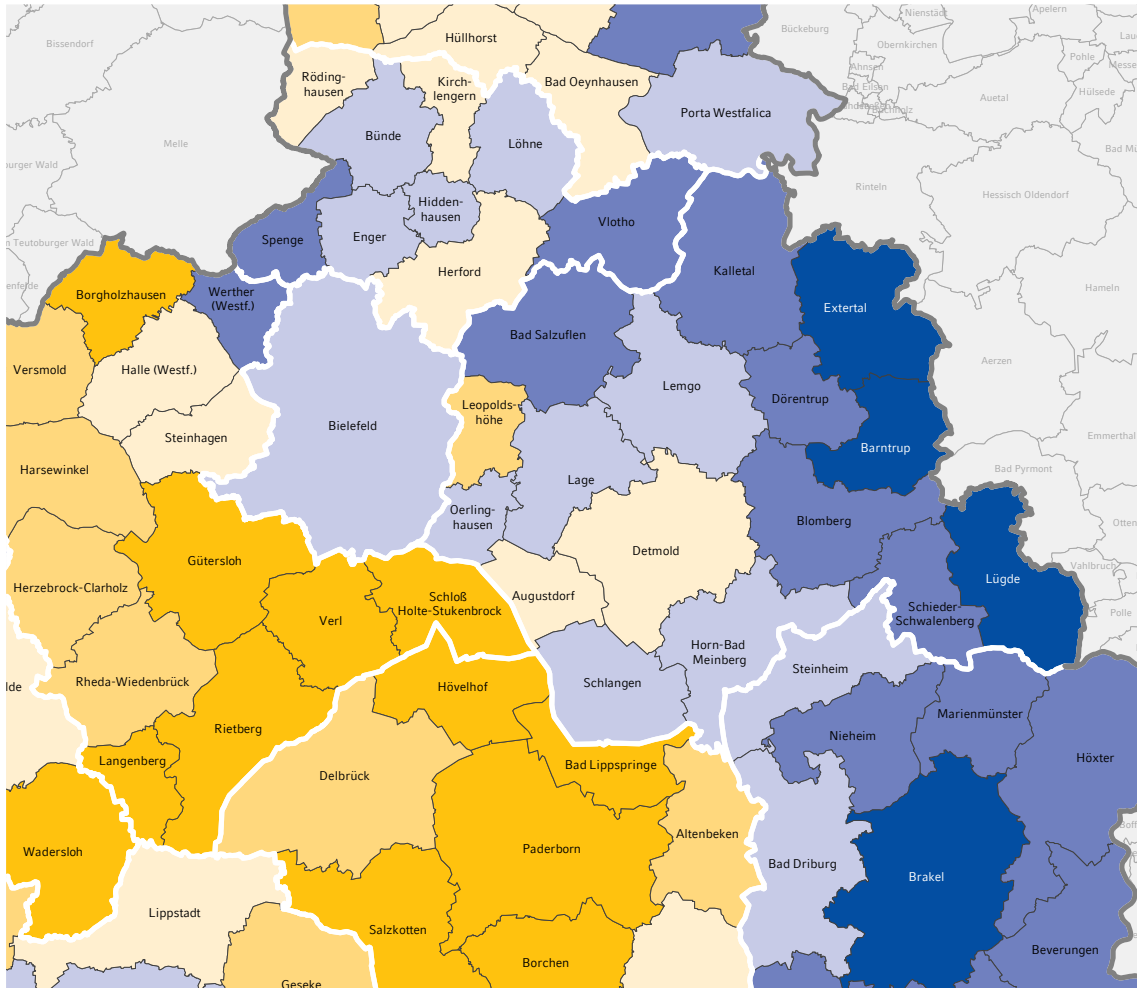 Bissendorf
Hüllhorst
Bückeburg
Nienstädt
Apelern
Obernkirchen
Pohle
Ahnsen
Bad Eilsen
Buchholz
Auetal
Hülsede
Röding-
hausen
Kirch-
lengern
Bad Oeynhausen
Porta Westfalica
Melle
Bünde
Löhne
Rinteln
Hessisch Oldendorf
Hidden-
hausen
Vlotho
Spenge
Enger
Herford
Kalletal
Hameln
Borgholzhausen
Werther
(Westf.)
Extertal
Bad Salzuflen
Aerzen
Versmold
Halle (Westf.)
Lemgo
Leopolds-
höhe
Dörentrup
Bielefeld
Steinhagen
Emmerthal
Barntrup
Harsewinkel
Bad Pyrmont
Lage
Oerling-
hausen
Blomberg
Detmold
Gütersloh
Vahlbruch
Herzebrock-Clarholz
Lügde
Schloß
Holte-Stukenbrock
Augustdorf
Verl
Schieder-
Schwalenberg
Polle
Horn-Bad
Meinberg
Steinheim
Rheda-Wiedenbrück
Schlangen
Hövelhof
Marienmünster
Rietberg
Nieheim
Langenberg
Höxter
Bad Lippspringe
Delbrück
Altenbeken
Paderborn
Wadersloh
Bad Driburg
Brakel
Lippstadt
Salzkotten
Beverungen
Borchen
Geseke